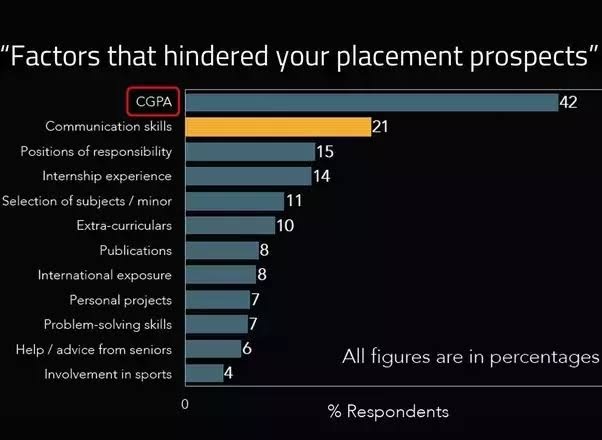 “Factors that hindered your placement prospects”
CGPA 42
Communication skills 21
Positions of responsibility 15
Internship experience 14
Selection of subjects / minor 11
Extra-curriculars 10
Publications 8
International exposure 8
Personal projects 7
Problem-solving skills 7
Help / advice from seniors 6
Involvement in sports 4
All figures are in percentages
0
% Respondents